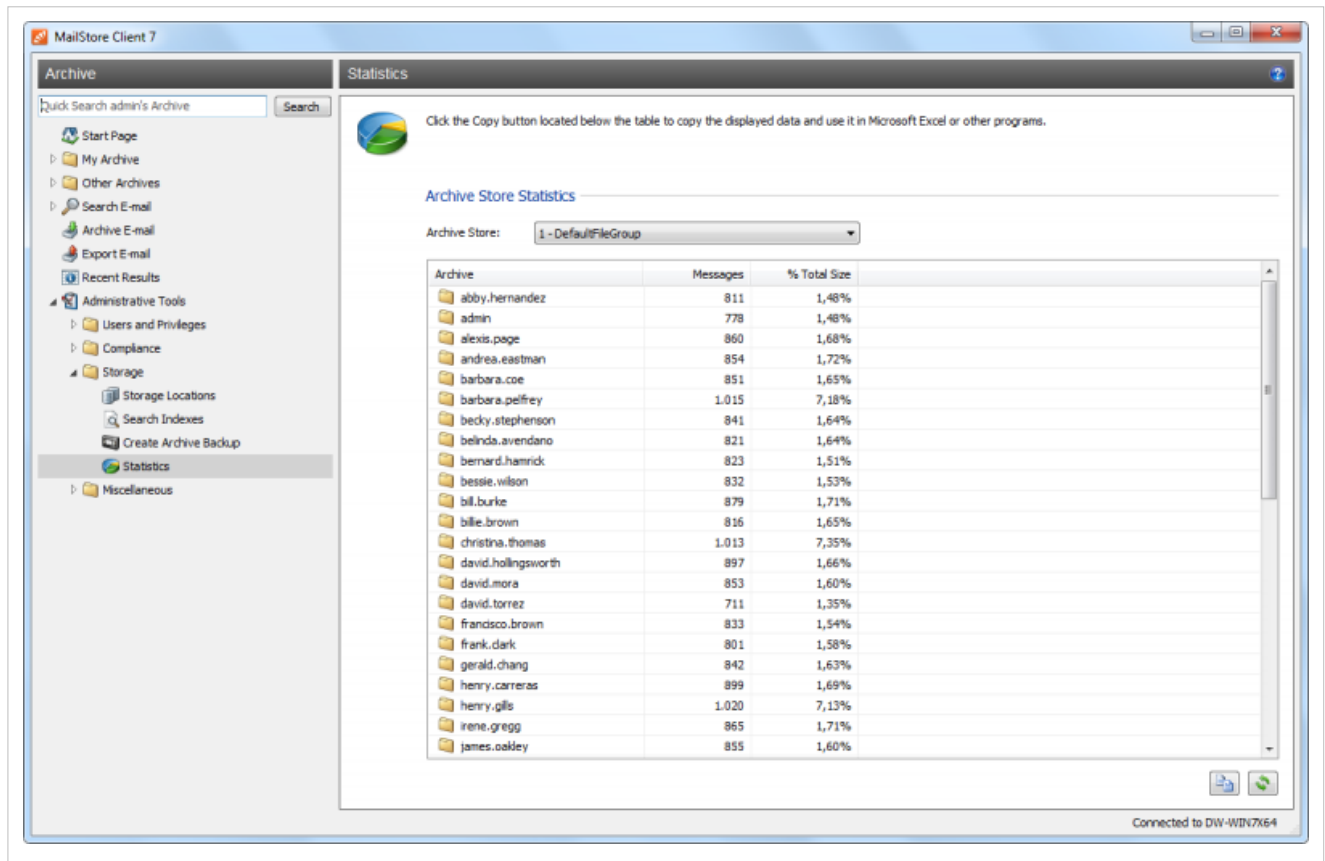 MailStore Client 7
Archive
Quick Search admin's Archive
Search
Start Page
My Archive
Other Archives
Search E-mail
Archive E-mail
Export E-mail
Recent Results
Administrative Tools
Users and Privileges
Compliance
Storage
Storage Locations
Search Indexes
Create Archive Backup
Statistics
Miscellaneous
Statistics
Click the Copy button located below the table to copy the displayed data and use it in Microsoft Excel or other programs.
Archive Store Statistics
Archive Store: 1 - DefaultFileGroup
Archive Messages % Total Size
abby.hernandez 811 1,48%
admin 778 1,48%
alexis.page 860 1,68%
andrea.eastman 854 1,72%
barbara.coe 851 1,65%
barbara.pelfrey 1.015 7,18%
becky.stephenson 841 1,64%
belinda.avendano 821 1,64%
bernard.hamrick 823 1,51%
bessie.wilson 832 1,53%
bill.burke 879 1,71%
billie.brown 816 1,65%
christina.thomas 1.013 7,35%
david.hollingsworth 897 1,66%
david.mora 853 1,60%
david.torrez 711 1,35%
francisco.brown 833 1,54%
frank.clark 801 1,58%
gerald.chang 842 1,63%
henry.carreras 899 1,69%
henry.gills 1.020 7,13%
irene.gregg 865 1,71%
james.oakley 855 1,60%
Connected to DW-WIN7X64